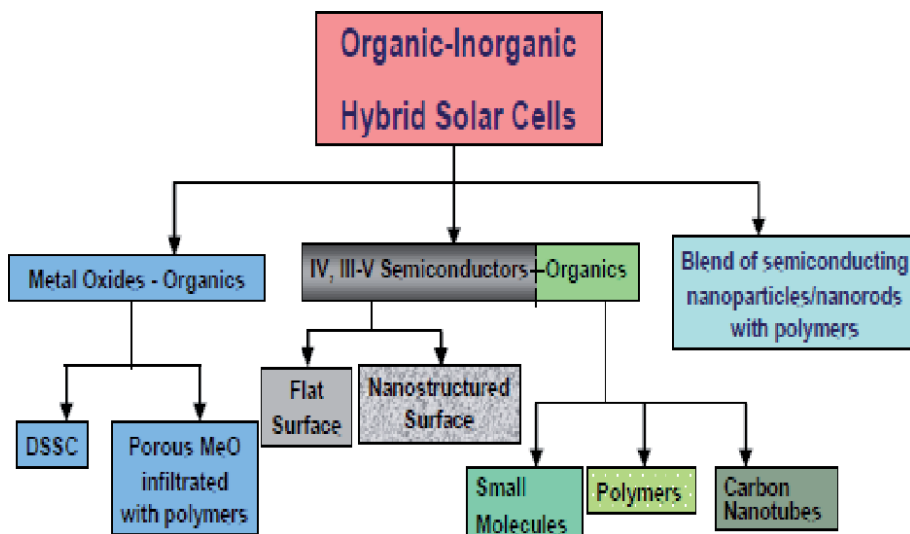 Organic-Inorganic
Hybrid Solar Cells
Metal Oxides - Organics
IV, III-V Semiconductors
Organics
Blend of semiconducting
nanoparticles/nanorods
with polymers
DSSC
Porous MeO
infiltrated
with polymers
Flat
Surface
Nanostructured
Surface
Small
Molecules
Polymers
Carbon
Nanotubes